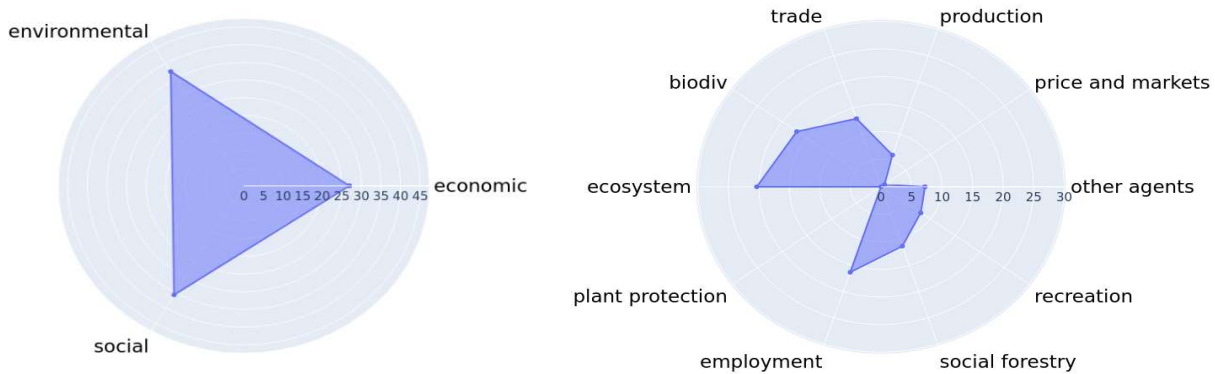 environmental
economic
social
0 5 10 15 20 25 30 35 40 45
trade
production
biodiv
price and markets
ecosystem
other agents
0 5 10 15 20 25 30
plant protection
recreation
employment
social forestry